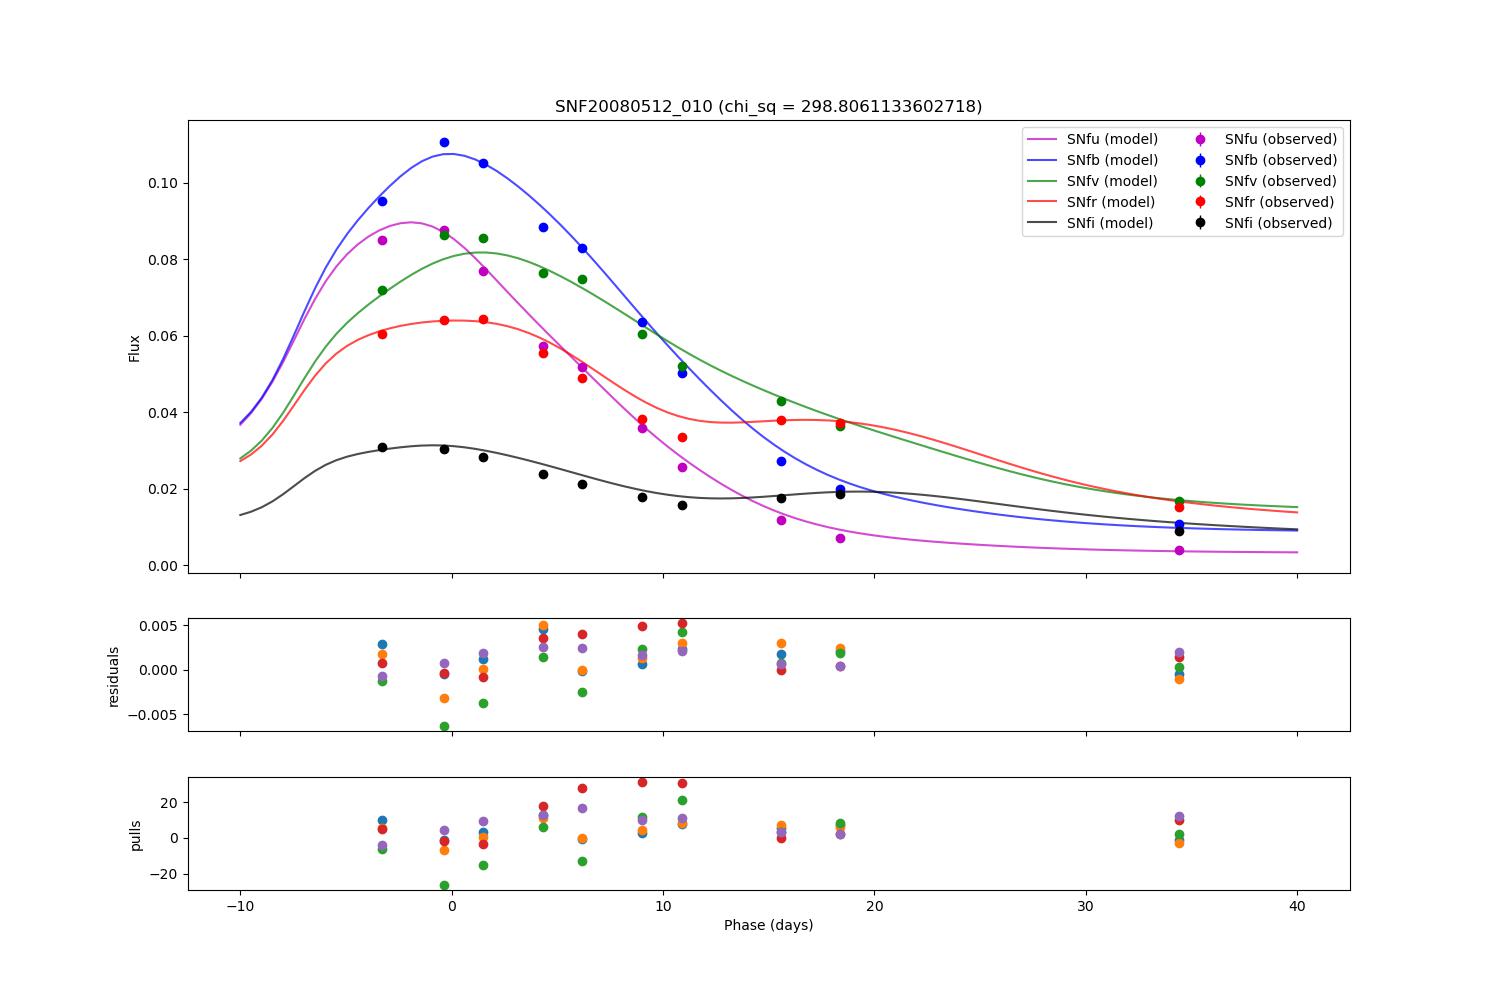 SNF20080512_010 (chi_sq = 298.8061133602718)
SNfu (model) SNfu (observed)
SNfb (model) SNfb (observed)
SNfv (model) SNfv (observed)
SNfr (model) SNfr (observed)
SNfi (model) SNfi (observed)
Flux
0.10
0.08
0.06
0.04
0.02
0.00
residuals
0.005
0.000
−0.005
pulls
20
0
−20
−10 0 10 20 30 40
Phase (days)